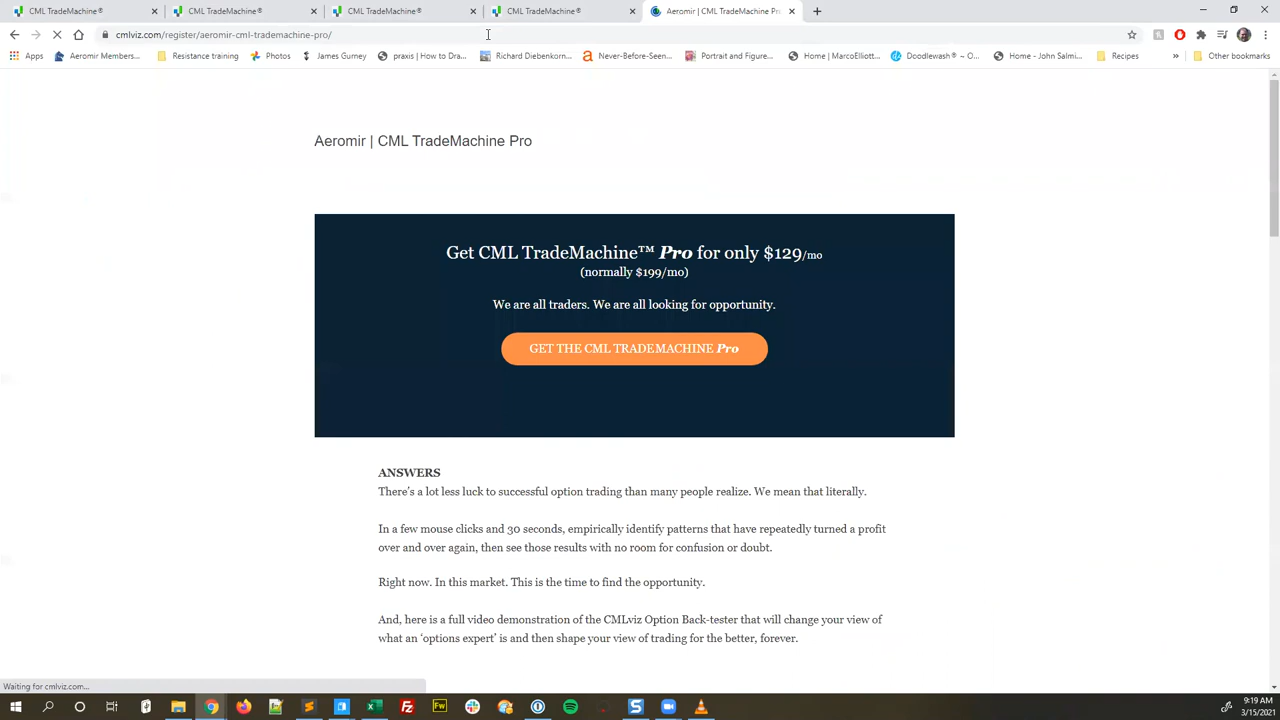 CML TradeMachine®
CML TradeMachine®
CML TradeMachine®
CML TradeMachine®
Aeromir | CML TradeMachine Pro
cmlviz.com/register/aeromir-cml-trademachine-pro/
Apps
Aeromir Members...
Resistance training
Photos
James Gurney
praxis | How to Dra...
Richard Diebenkorn...
Never-Before-Seen...
Portrait and Figure...
Home | MarcoElliott...
Doodlewash® ~ O...
Home - John Salmi...
Recipes
»
Other bookmarks
Aeromir | CML TradeMachine Pro
Get CML TradeMachine™ Pro for only $129/mo
(normally $199/mo)
We are all traders. We are all looking for opportunity.
GET THE CML TRADEMACHINE Pro
ANSWERS
There's a lot less luck to successful option trading than many people realize. We mean that literally.
In a few mouse clicks and 30 seconds, empirically identify patterns that have repeatedly turned a profit
over and over again, then see those results with no room for confusion or doubt.
Right now. In this market. This is the time to find the opportunity.
And, here is a full video demonstration of the CMLviz Option Back-tester that will change your view of
what an 'options expert' is and then shape your view of trading for the better, forever.
Waiting for cmlviz.com...
9:19 AM
3/15/2021